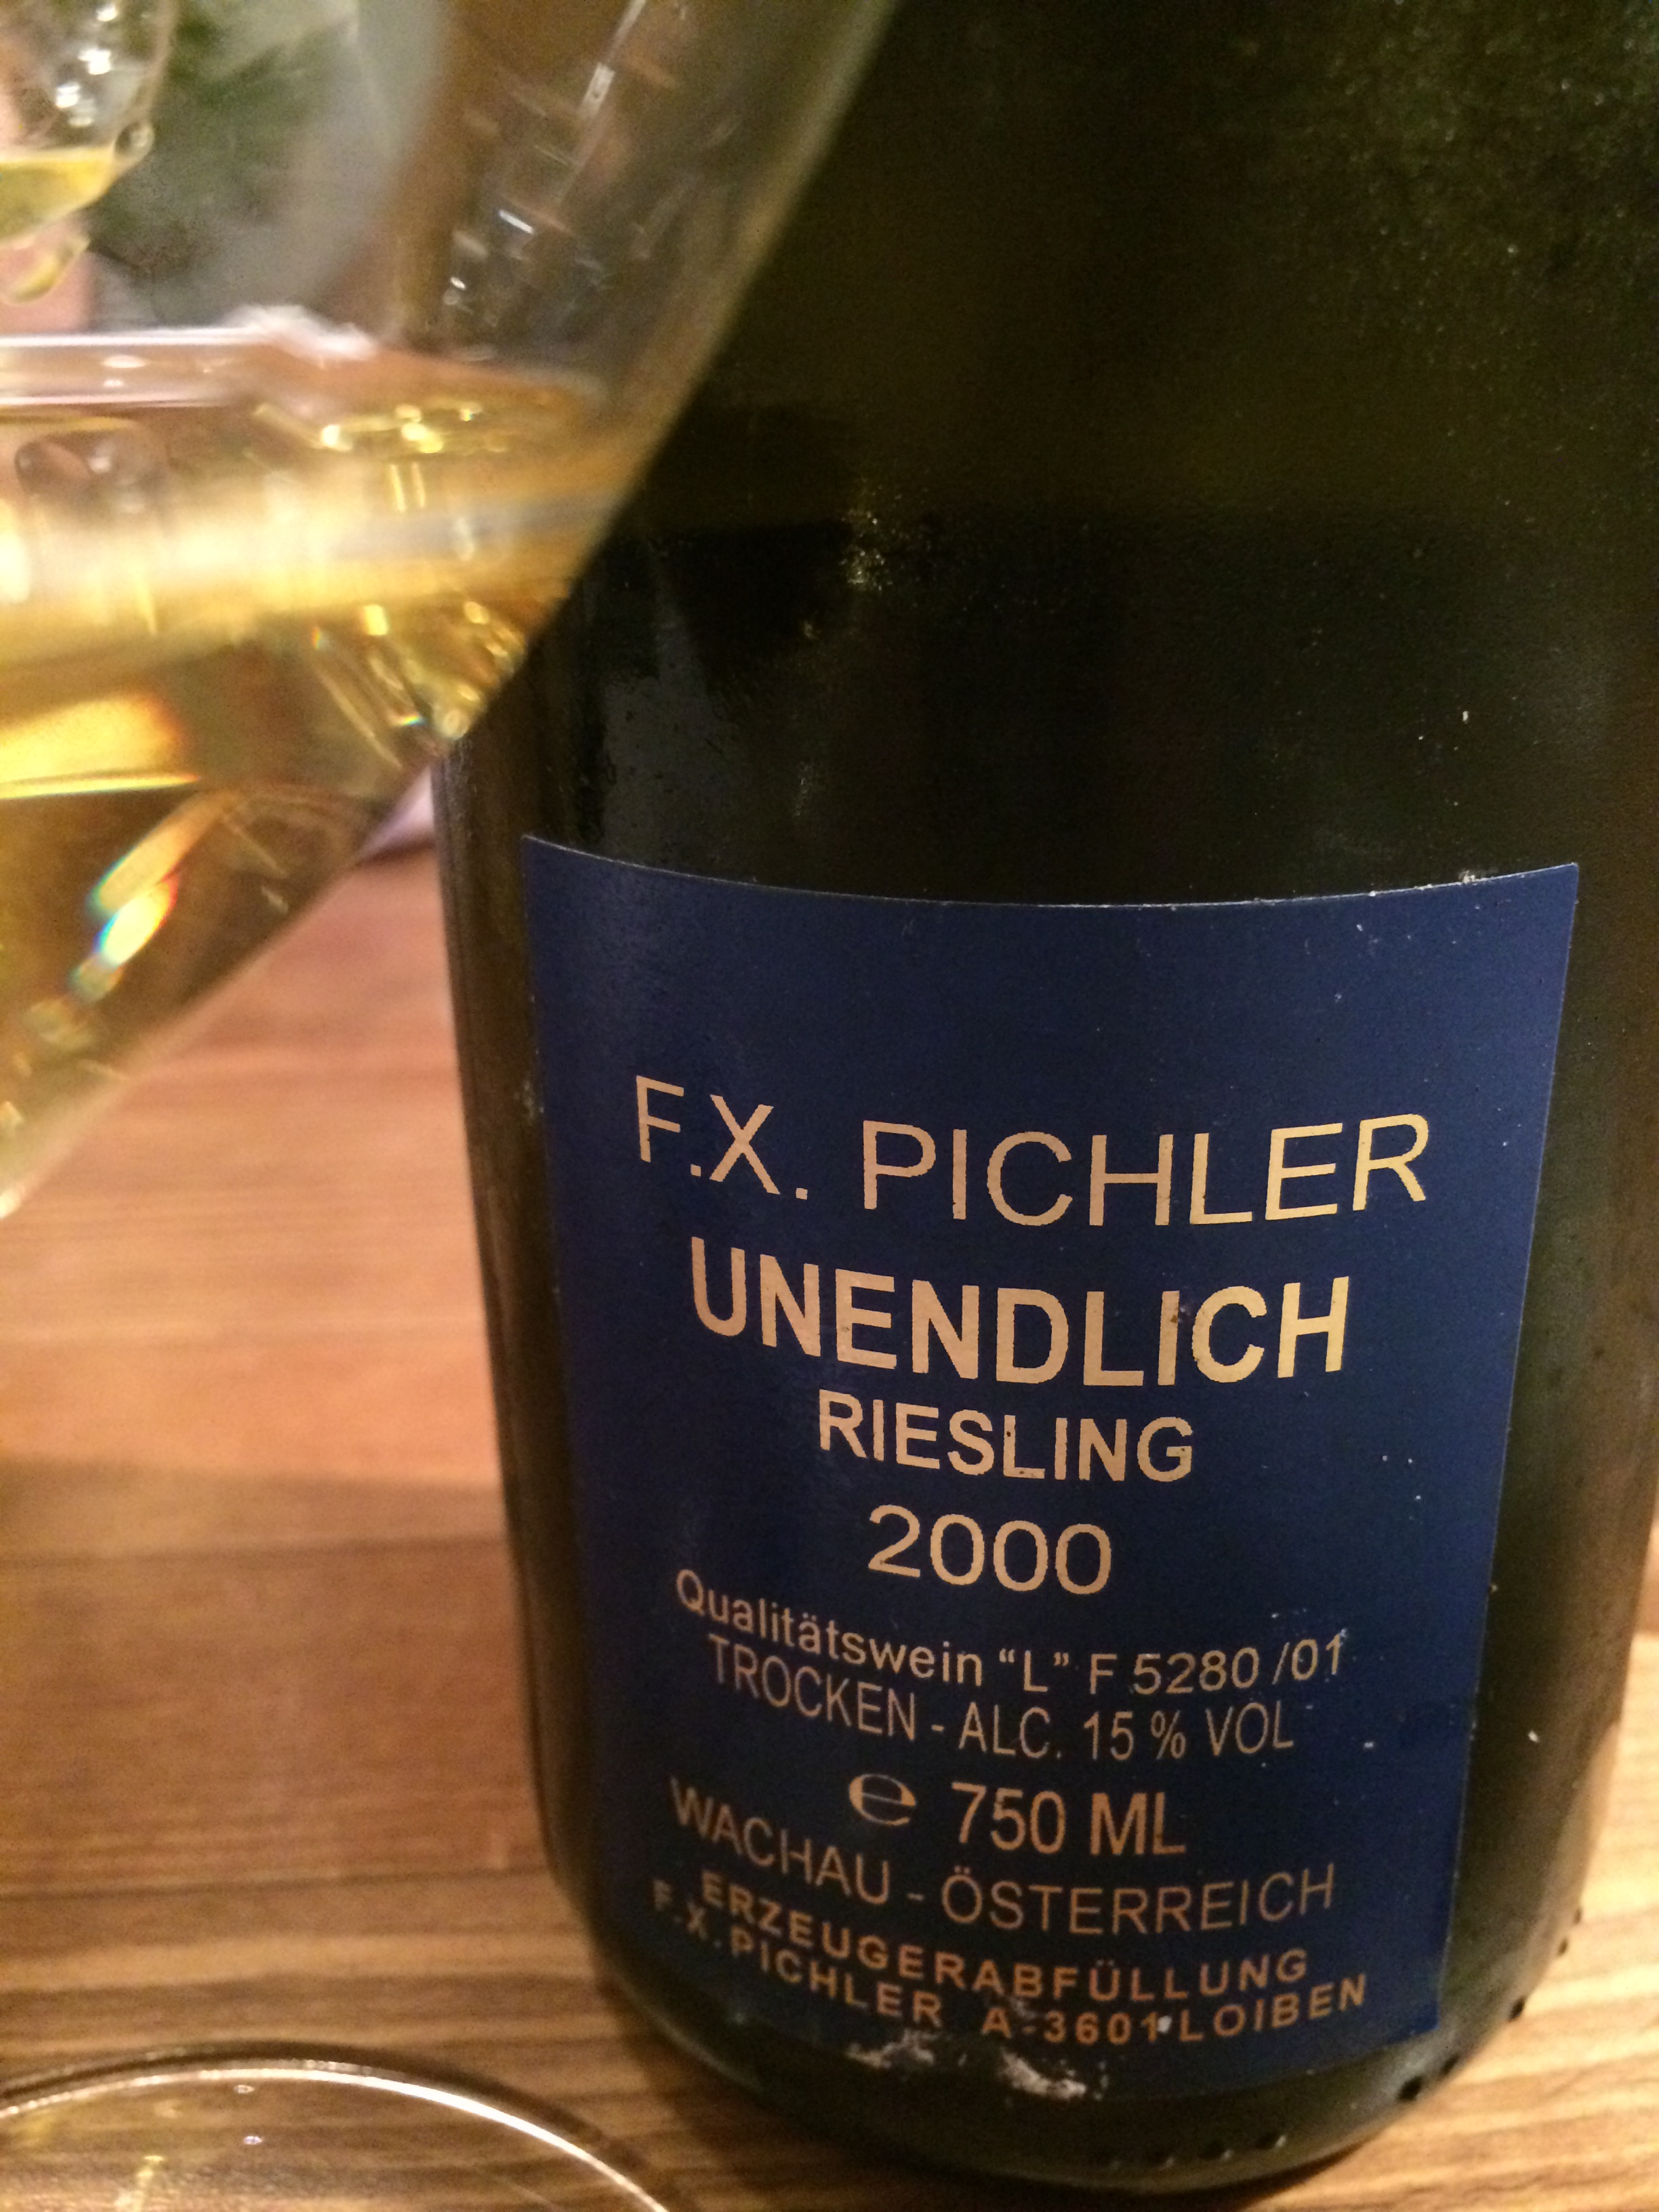 F.X. PICHLER
UNENDLICH
RIESLING
2000
Qualitätswein “L” F 5280 /01
TROCKEN - ALC. 15 % VOL
e 750 ML
WACHAU - ÖSTERREICH
ERZEUGERABFÜLLUNG
F.X. PICHLER A-3601 LOIBEN